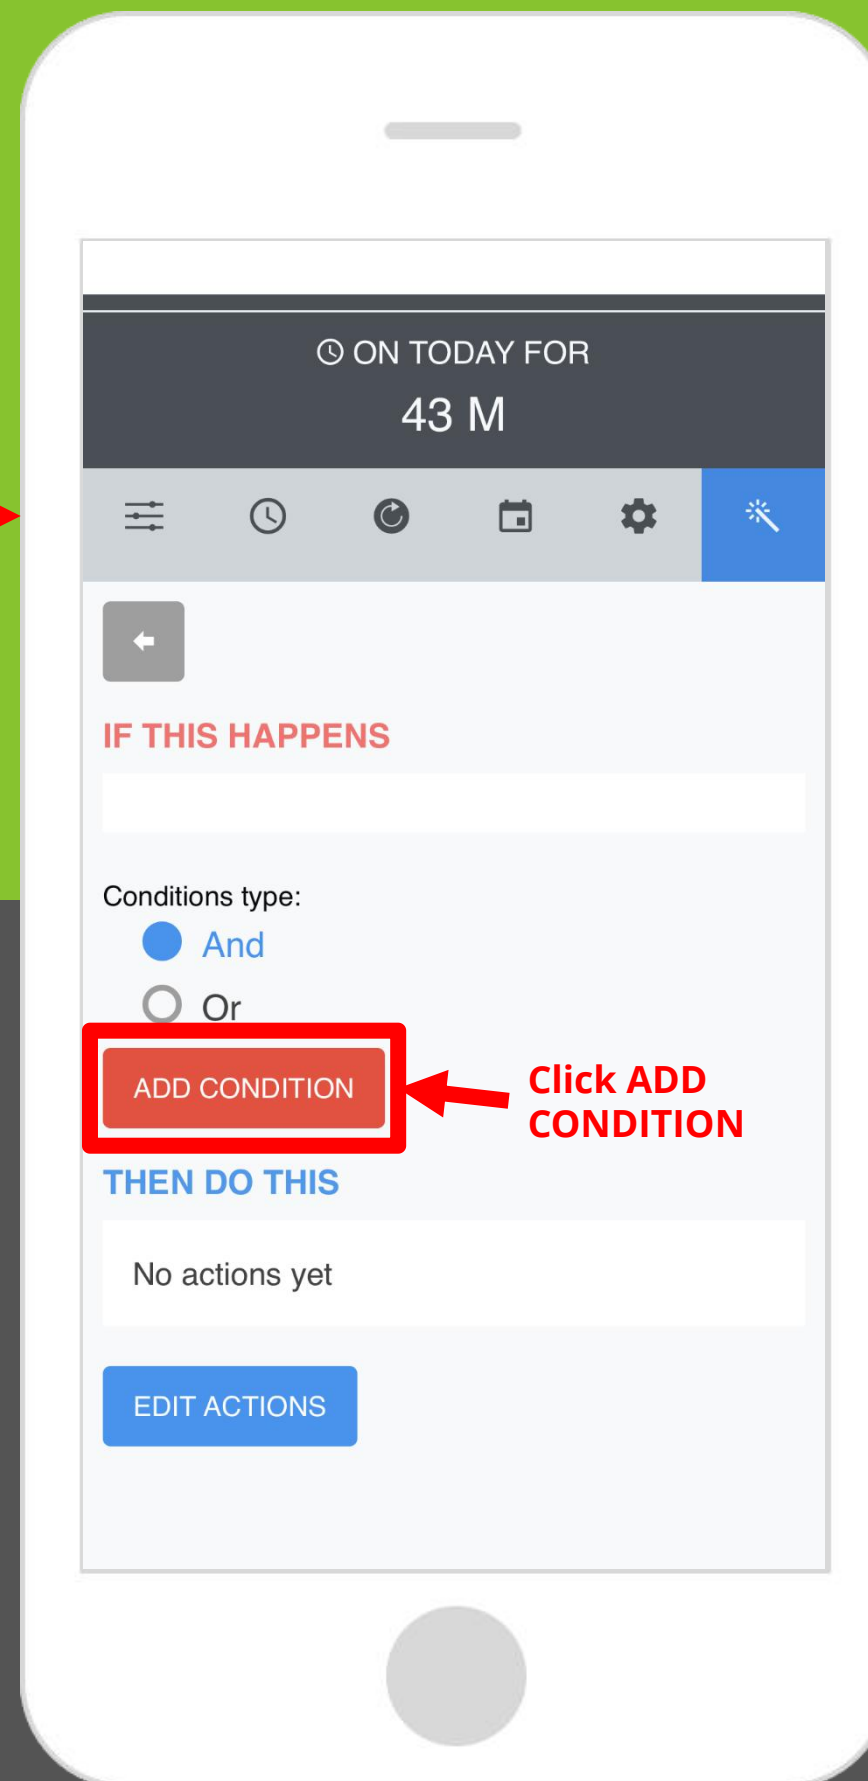 ON TODAY FOR
43 M
IF THIS HAPPENS
Conditions type:
And
Or
ADD CONDITION
Click ADD
CONDITION
THEN DO THIS
No actions yet
EDIT ACTIONS